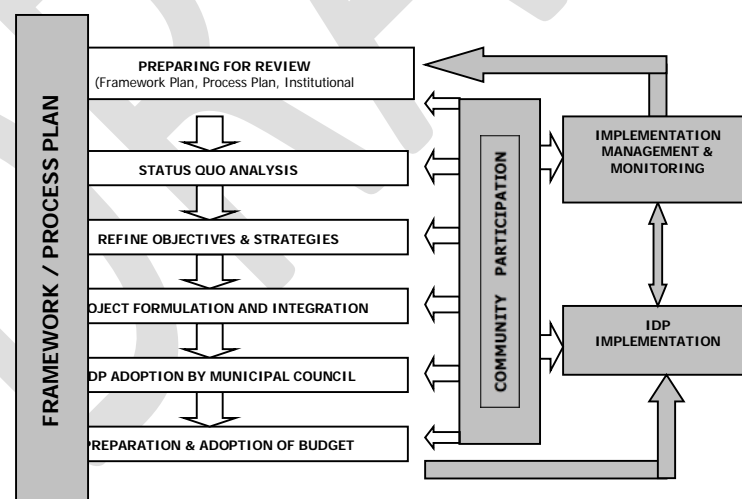 FRAMEWORK / PROCESS PLAN
PREPARING FOR REVIEW
(Framework Plan, Process Plan, Institutional
STATUS QUO ANALYSIS
REFINE OBJECTIVES & STRATEGIES
OJECT FORMULATION AND INTEGRATION
DP ADOPTION BY MUNICIPAL COUNCIL
REPARATION & ADOPTION OF BUDGET
COMMUNITY PARTICIPATION
IMPLEMENTATION
MANAGEMENT &
MONITORING
IDP
IMPLEMENTATION